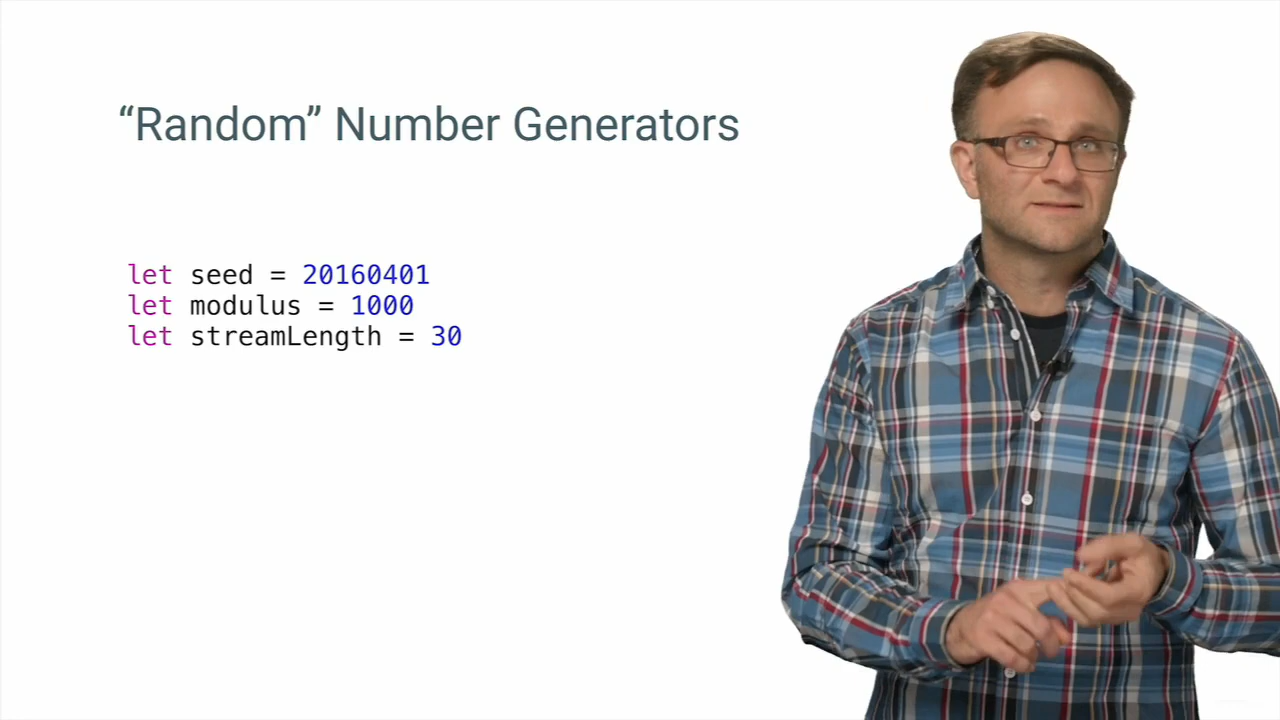 “Random” Number Generators
let seed = 20160401
let modulus = 1000
let streamLength = 30